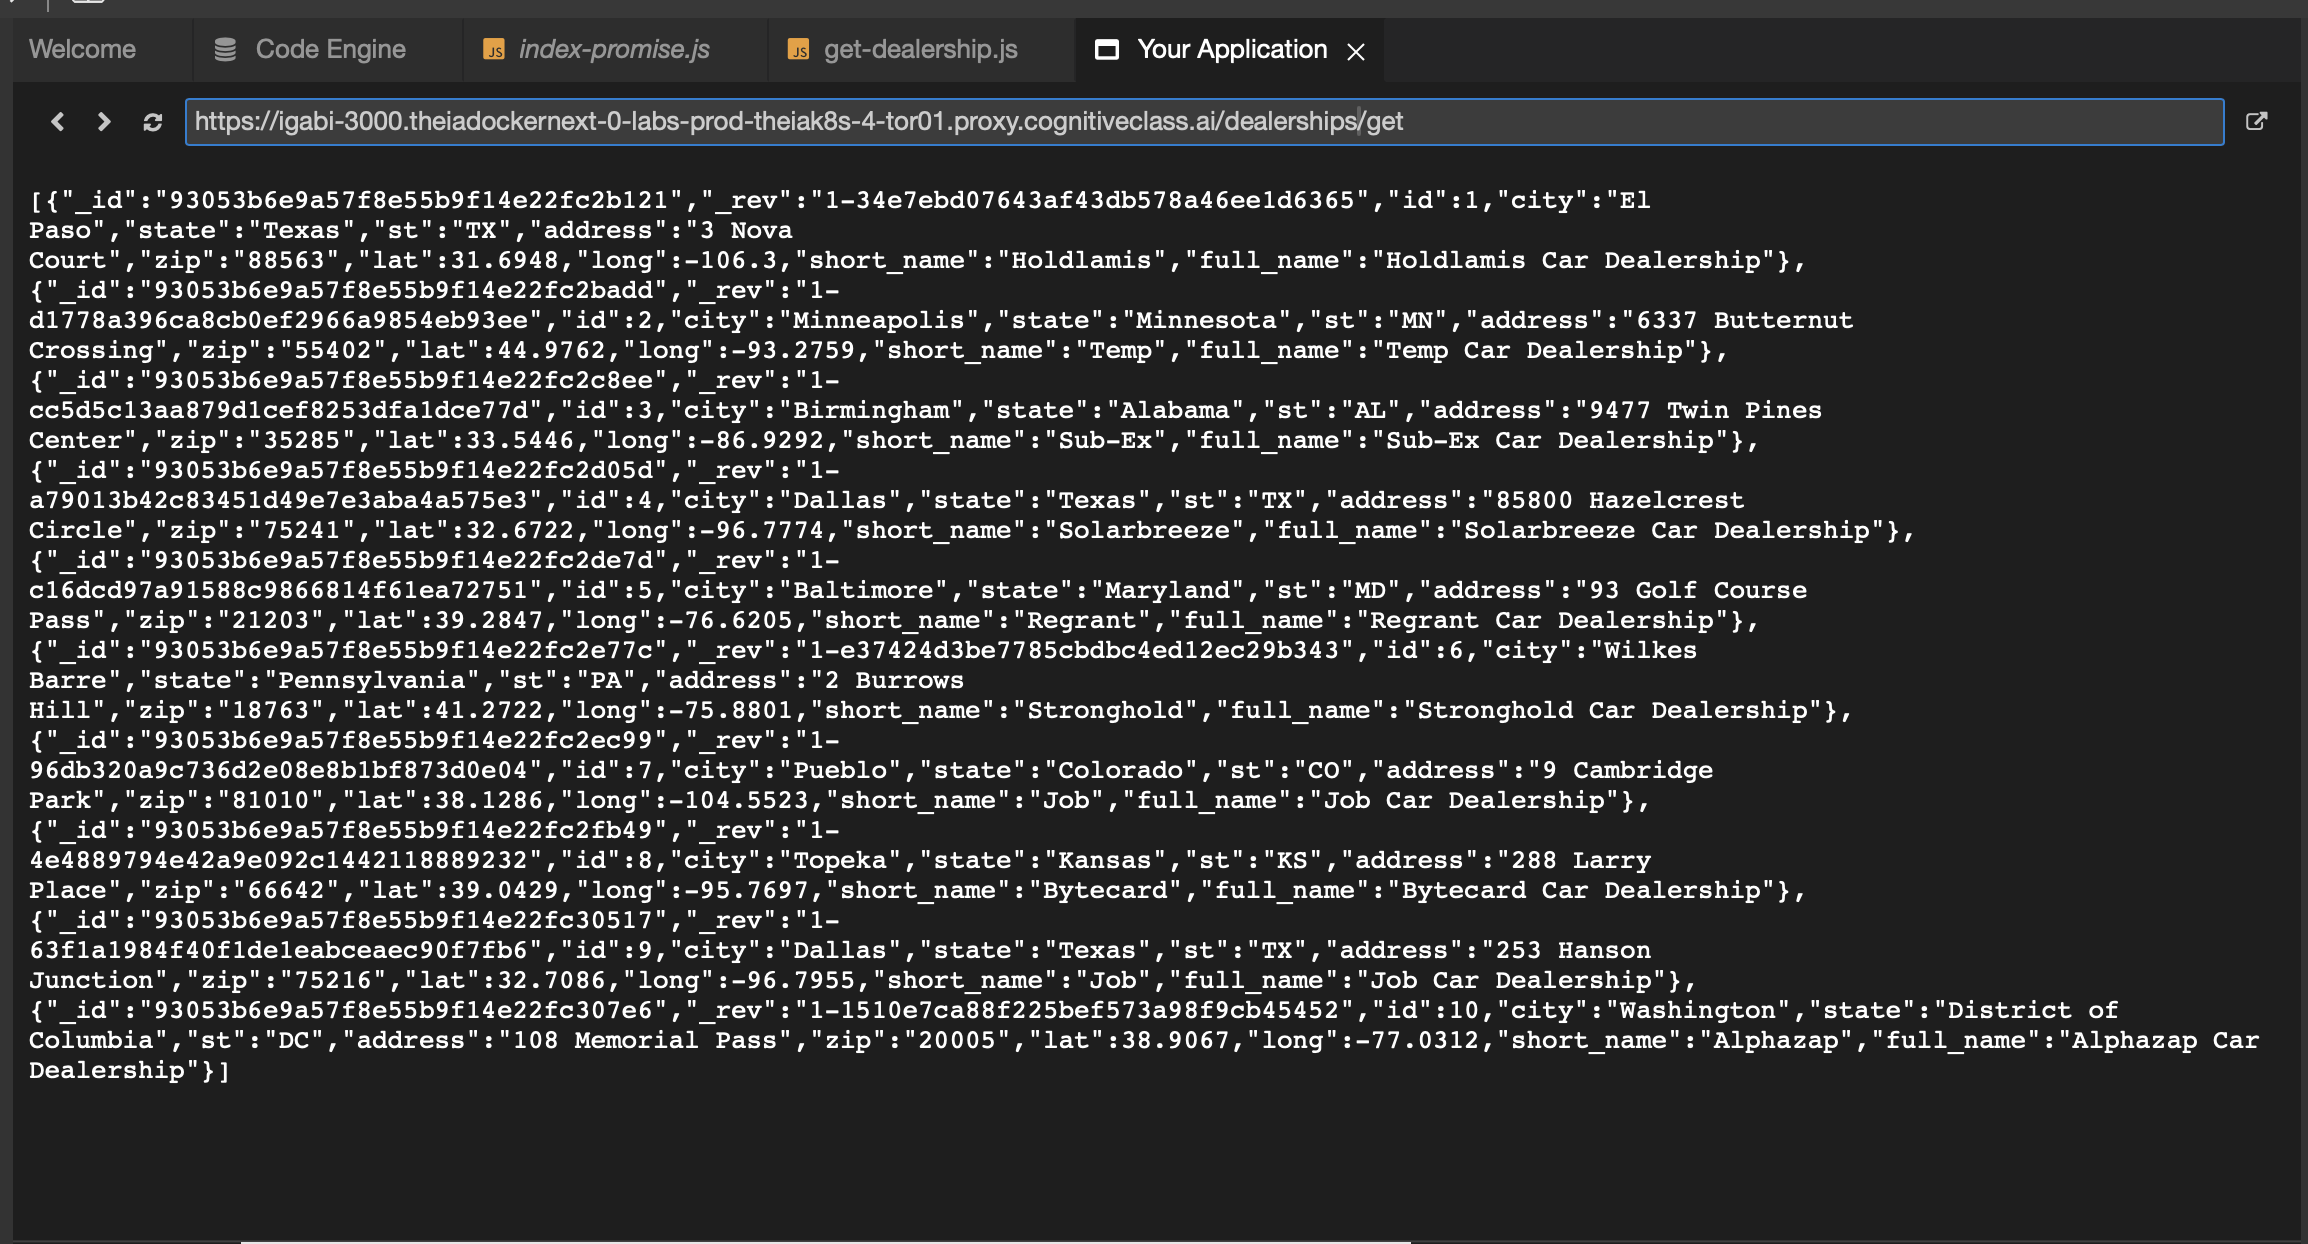 Welcome
Code Engine
index-promise.js
get-dealership.js
Your Application
https://igabi-3000.theiadockernext-0-labs-prod-theiak8s-4-tor01.proxy.cognitiveclass.ai/dealerships/get
[{"_id":"93053b6e9a57f8e55b9f14e22fc2b121","_rev":"1-34e7ebd07643af43db578a46ee1d6365","id":1,"city":"El
Paso","state":"Texas","st":"TX","address":"3 Nova
Court","zip":"88563","lat":31.6948,"long":-106.3,"short_name":"Holdlamis","full_name":"Holdlamis Car Dealership"},
{"_id":"93053b6e9a57f8e55b9f14e22fc2badd","_rev":"1-
d1778a396ca8cb0ef2966a9854eb93ee","id":2,"city":"Minneapolis","state":"Minnesota","st":"MN","address":"6337 Butternut
Crossing","zip":"55402","lat":44.9762,"long":-93.2759,"short_name":"Temp","full_name":"Temp Car Dealership"},
{"_id":"93053b6e9a57f8e55b9f14e22fc2c8ee","_rev":"1-
cc5d5c13aa879d1cef8253dfa1dce77d","id":3,"city":"Birmingham","state":"Alabama","st":"AL","address":"9477 Twin Pines
Center","zip":"35285","lat":33.5446,"long":-86.9292,"short_name":"Sub-Ex","full_name":"Sub-Ex Car Dealership"},
{"_id":"93053b6e9a57f8e55b9f14e22fc2d05d","_rev":"1-
a79013b42c83451d49e7e3aba4a575e3","id":4,"city":"Dallas","state":"Texas","st":"TX","address":"85800 Hazelcrest
Circle","zip":"75241","lat":32.6722,"long":-96.7774,"short_name":"Solarbreeze","full_name":"Solarbreeze Car Dealership"},
{"_id":"93053b6e9a57f8e55b9f14e22fc2de7d","_rev":"1-
c16dcd97a91588c9866814f61ea72751","id":5,"city":"Baltimore","state":"Maryland","st":"MD","address":"93 Golf Course
Pass","zip":"21203","lat":39.2847,"long":-76.6205,"short_name":"Regrant","full_name":"Regrant Car Dealership"},
{"_id":"93053b6e9a57f8e55b9f14e22fc2e77c","_rev":"1-e37424d3be7785cbdbc4ed12ec29b343","id":6,"city":"Wilkes
Barre","state":"Pennsylvania","st":"PA","address":"2 Burrows
Hill","zip":"18763","lat":41.2722,"long":-75.8801,"short_name":"Stronghold","full_name":"Stronghold Car Dealership"},
{"_id":"93053b6e9a57f8e55b9f14e22fc2ec99","_rev":"1-
96db320a9c736d2e08e8b1bf873d0e04","id":7,"city":"Pueblo","state":"Colorado","st":"CO","address":"9 Cambridge
Park","zip":"81010","lat":38.1286,"long":-104.5523,"short_name":"Job","full_name":"Job Car Dealership"},
{"_id":"93053b6e9a57f8e55b9f14e22fc2fb49","_rev":"1-
4e4889794e42a9e092c1442118889232","id":8,"city":"Topeka","state":"Kansas","st":"KS","address":"288 Larry
Place","zip":"66642","lat":39.0429,"long":-95.7697,"short_name":"Bytecard","full_name":"Bytecard Car Dealership"},
{"_id":"93053b6e9a57f8e55b9f14e22fc30517","_rev":"1-
63f1a1984f40f1de1eabceaec90f7fb6","id":9,"city":"Dallas","state":"Texas","st":"TX","address":"253 Hanson
Junction","zip":"75216","lat":32.7086,"long":-96.7955,"short_name":"Job","full_name":"Job Car Dealership"},
{"_id":"93053b6e9a57f8e55b9f14e22fc307e6","_rev":"1-1510e7ca88f225bef573a98f9cb45452","id":10,"city":"Washington","state":"District of
Columbia","st":"DC","address":"108 Memorial Pass","zip":"20005","lat":38.9067,"long":-77.0312,"short_name":"Alphazap","full_name":"Alphazap Car
Dealership"}]